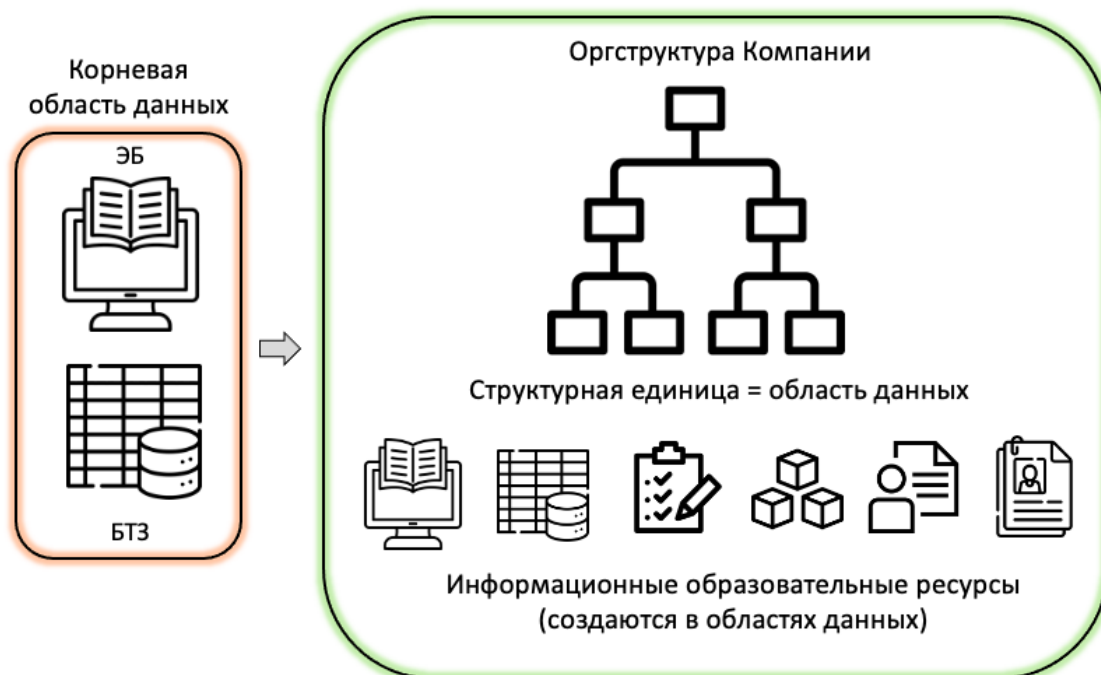 Корневая
область данных
ЭБ
БТЗ
Оргструктура Компании
Структурная единица = область данных
Информационные образовательные ресурсы
(создаются в областях данных)